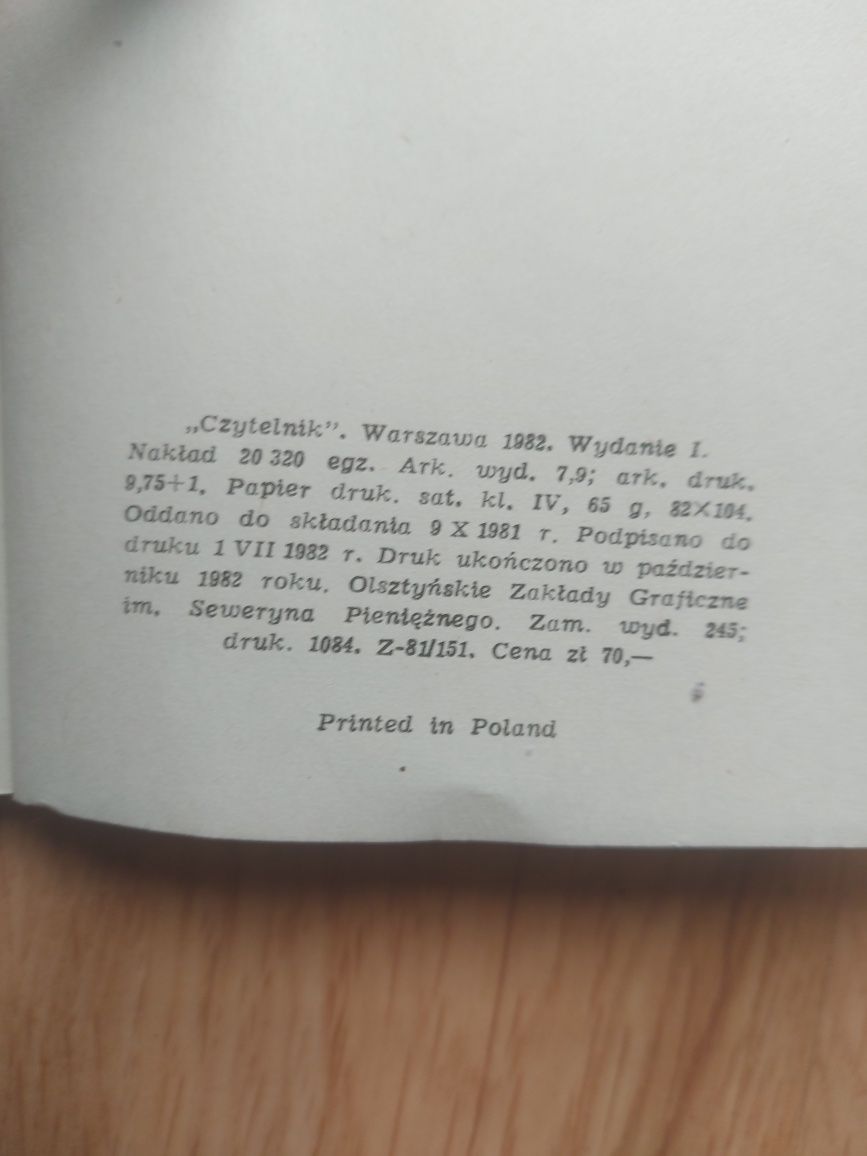 „Czytelnik”. Warszawa 1982. Wydanie I.
Nakład 20 320 egz. Ark. wyd. 7,9; ark. druk.
9,75+1. Papier druk. sat. kl. IV, 65 g, 82×104.
Oddano do składania 9 X 1981 r. Podpisano do
druku 1 VII 1982 r. Druk ukończono w paździer-
niku 1982 roku. Olsztyńskie Zakłady Graficzne
im. Seweryna Pieniężnego. Zam. wyd. 245;
druk. 1084. Z-81/151. Cena zł 70,—
Printed in Poland